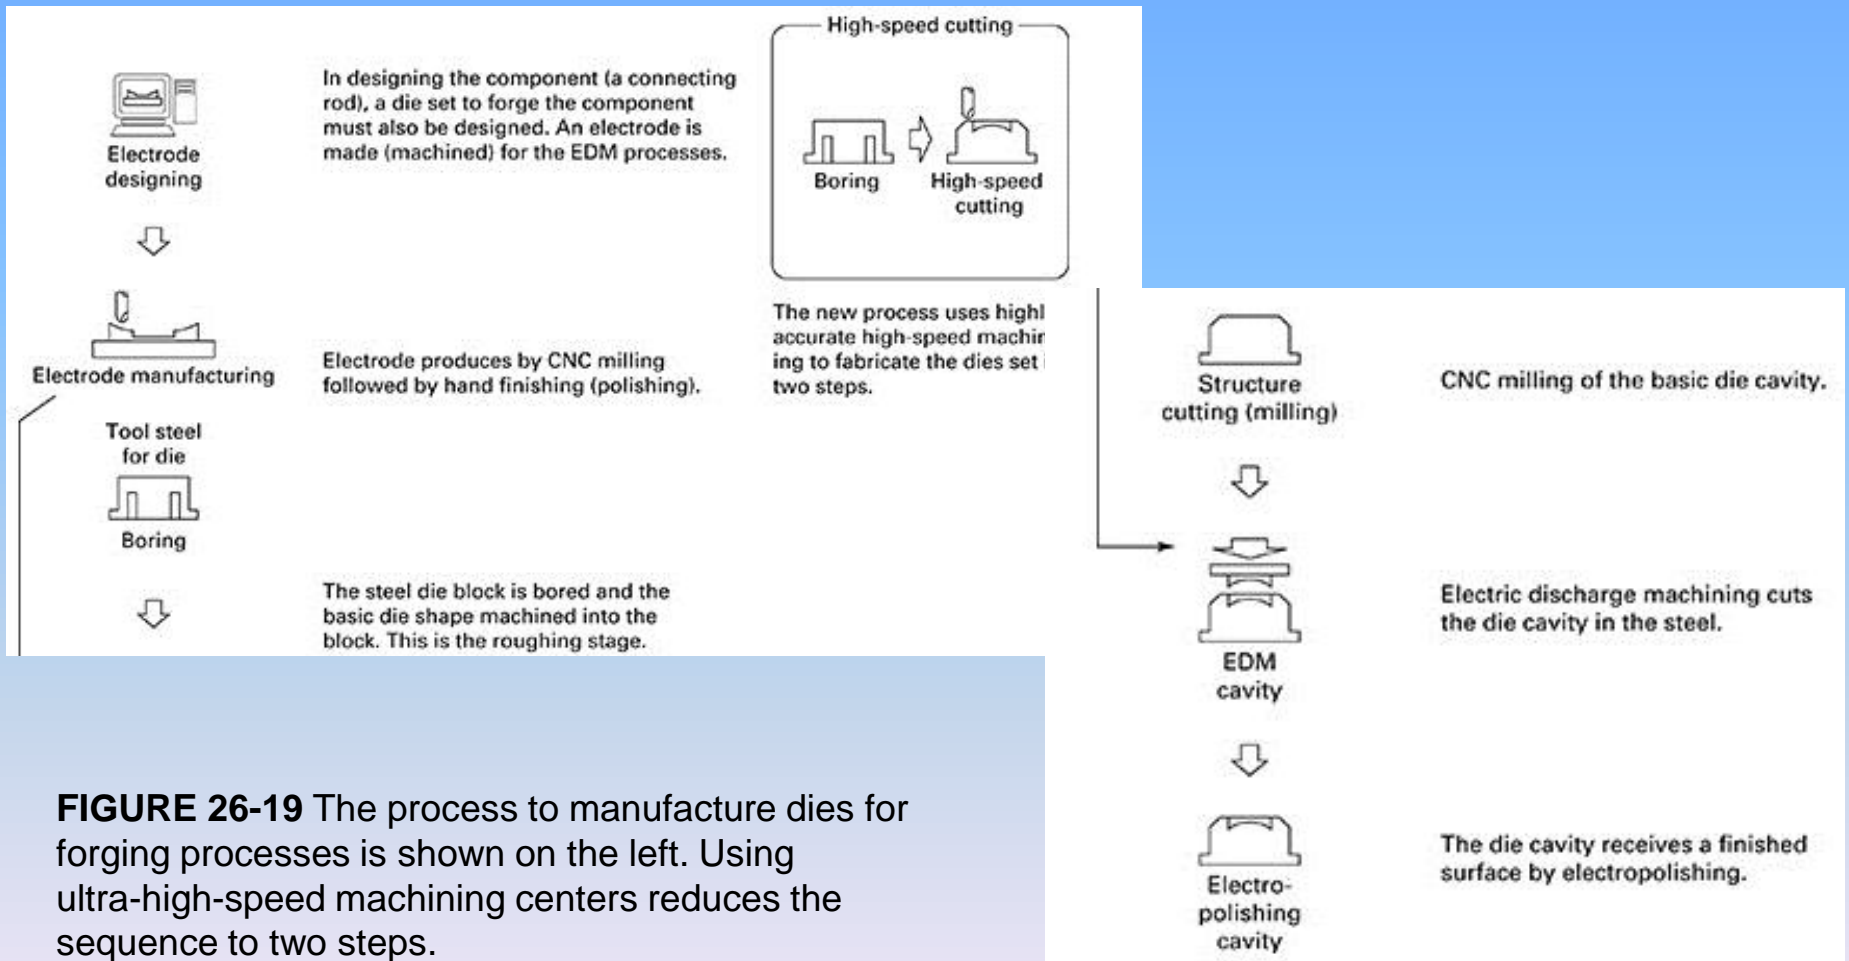 Electrode
designing
In designing the component (a connecting
rod), a die set to forge the component
must also be designed. An electrode is
made (machined) for the EDM processes.
Electrode manufacturing
Electrode produces by CNC milling
followed by hand finishing (polishing).
Tool steel
for die
Boring
The steel die block is bored and the
basic die shape machined into the
block. This is the roughing stage.
High-speed cutting
Boring
High-speed
cutting
The new process uses highl
accurate high-speed machin
ing to fabricate the dies set
two steps.
Structure
cutting (milling)
CNC milling of the basic die cavity.
EDM
cavity
Electric discharge machining cuts
the die cavity in the steel.
Electro-
polishing
cavity
The die cavity receives a finished
surface by electropolishing.
FIGURE 26-19 The process to manufacture dies for
forging processes is shown on the left. Using
ultra-high-speed machining centers reduces the
sequence to two steps.